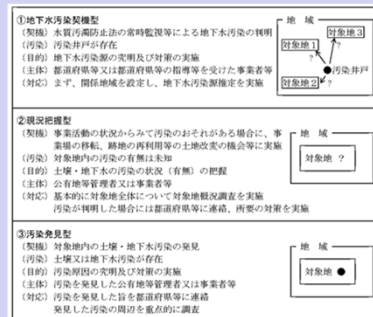 ①地下水汚染契機型
(契機) 水質汚濁防止法の常時監視等による地下水汚染の判明
(汚染) 汚染井戸が存在
(目的) 地下水汚染源の究明及び対策の実施
(主体) 都道府県等又は都道府県等の指導等を受けた事業者等
(対応) まず、関係地域を設定し、地下水汚染源推定を実施
地 域
対象地3
対象地1
?
?
●汚染井戸
?
対象地2
②現況把握型
(契機) 事業活動の状況からみて汚染のおそれがある場合に、事
業場の移転、跡地の再利用等の土地改変の機会等に実施
(汚染) 対象地内の汚染の有無は未知
(目的) 土壌・地下水の汚染の状況(有無)の把握
(主体) 公有地等管理者又は事業者等
(対応) 基本的に対象地全体について対象地概況調査を実施
汚染が判明した場合には都道府県等に連絡、所要の対策を実施
地 域
対象地 ?
③汚染発見型
(契機) 対象地内の土壌・地下水汚染の発見
(汚染) 土壌又は地下水汚染が存在
(目的) 汚染原因の究明及び対策の実施
(主体) 汚染を発見した公有地等管理者又は事業者等
(対応) 汚染を発見した旨を都道府県等に連絡
発見した汚染の周辺を重点的に調査
地 域
対象地 ●